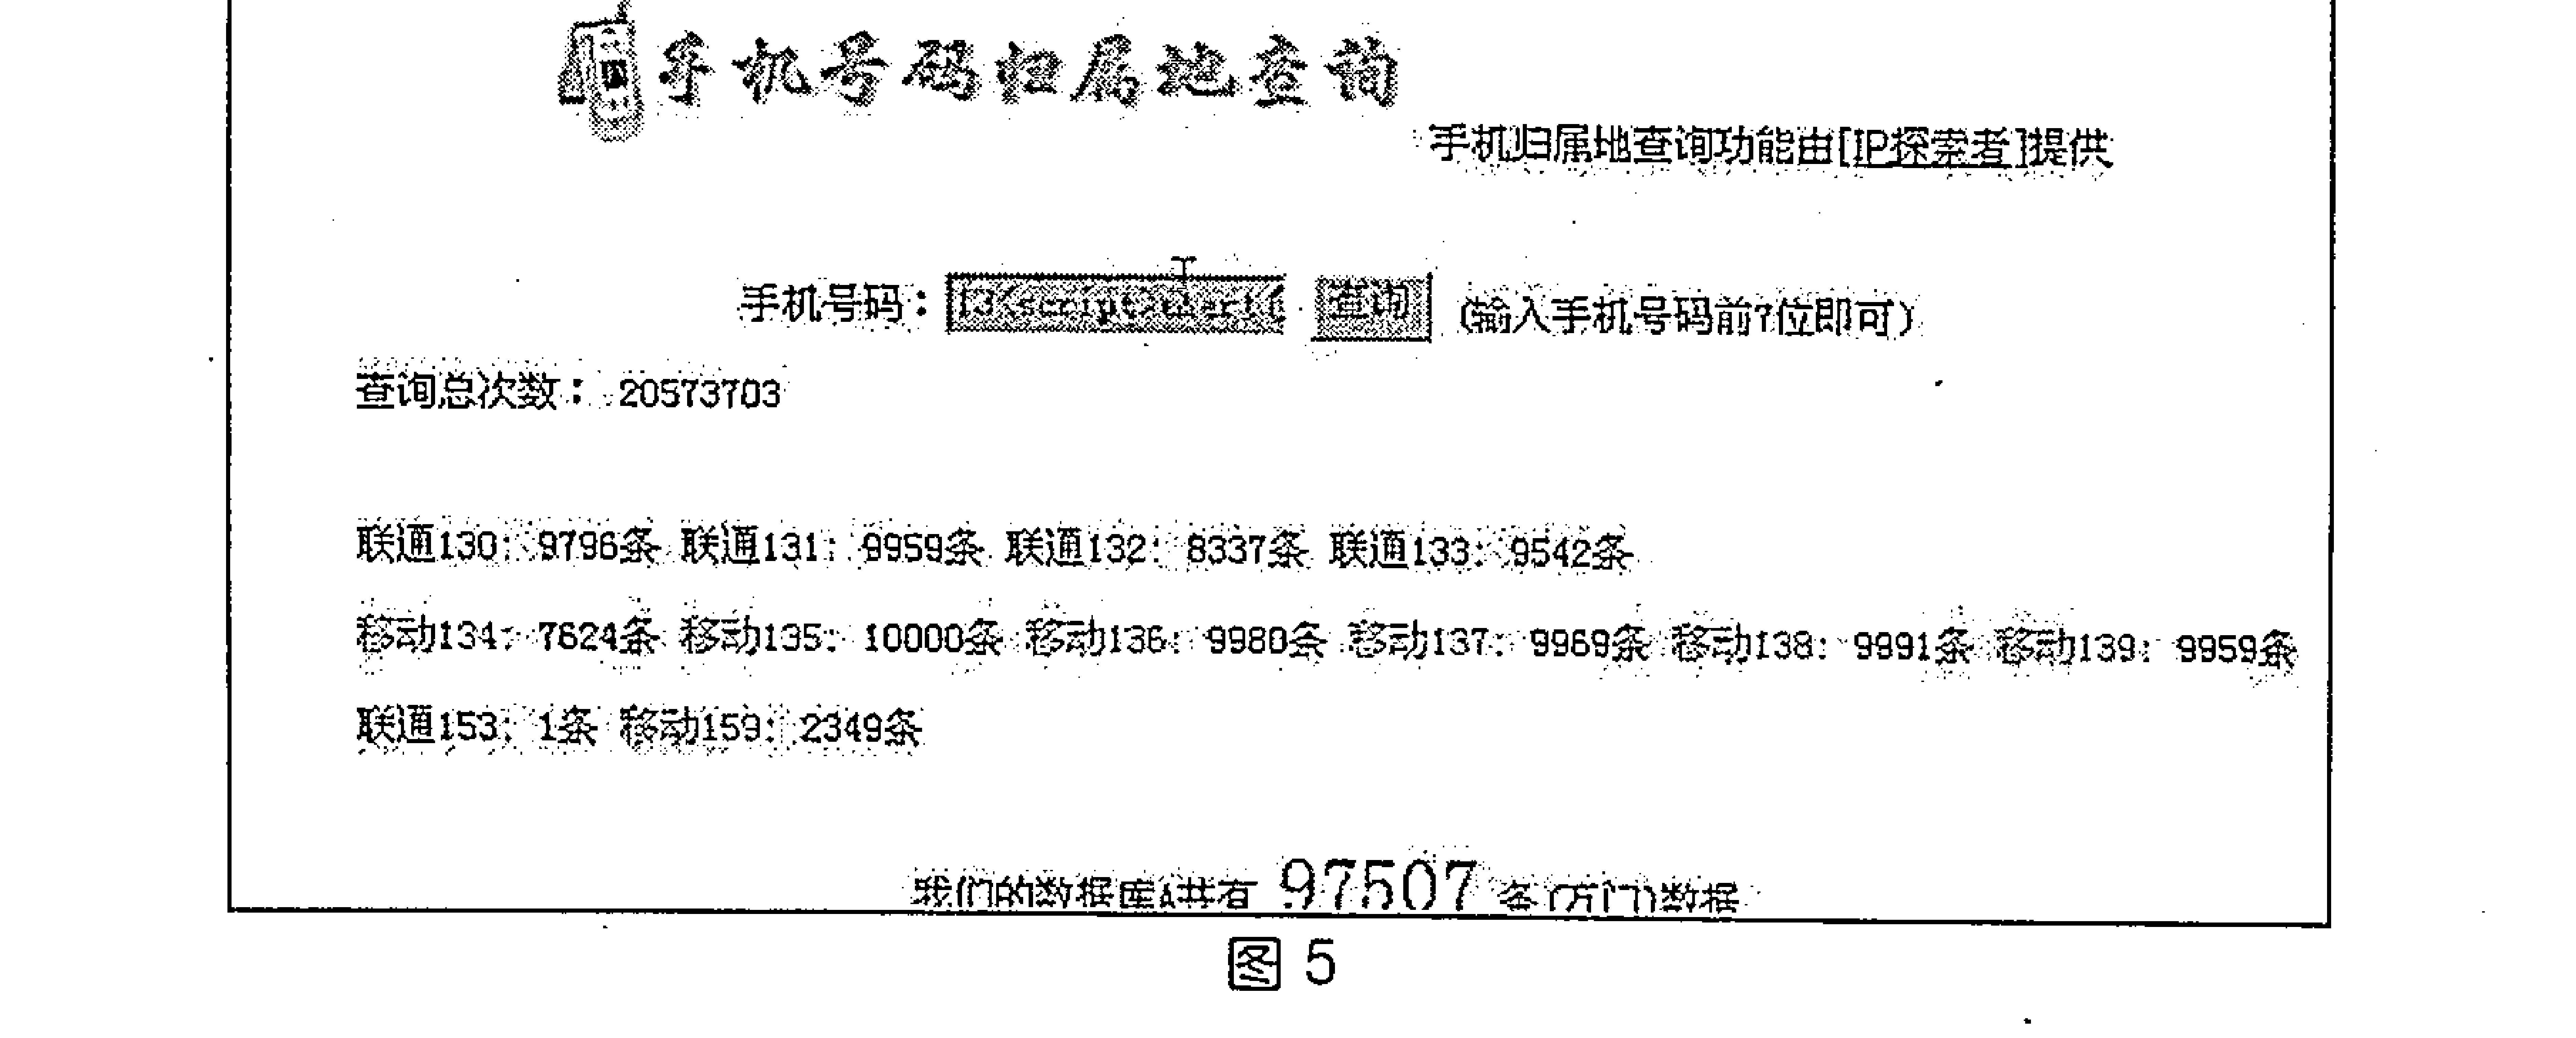 手机号码归属地查询
手机归属地查询功能由[IP探索者]提供
手机号码： 13<script>alert( 查询 (输入手机号码前7位即可)
查询总次数： 20573703
联通130: 9796条 联通131: 9959条 联通132: 8337条 联通133: 9542条
移动134: 7624条 移动135: 10000条 移动136: 9980条 移动137: 9969条 移动138: 9991条 移动139: 9959条
联通153: 1条 移动159: 2349条
我们的数据库共有 97507 条(万门)数据
图 5